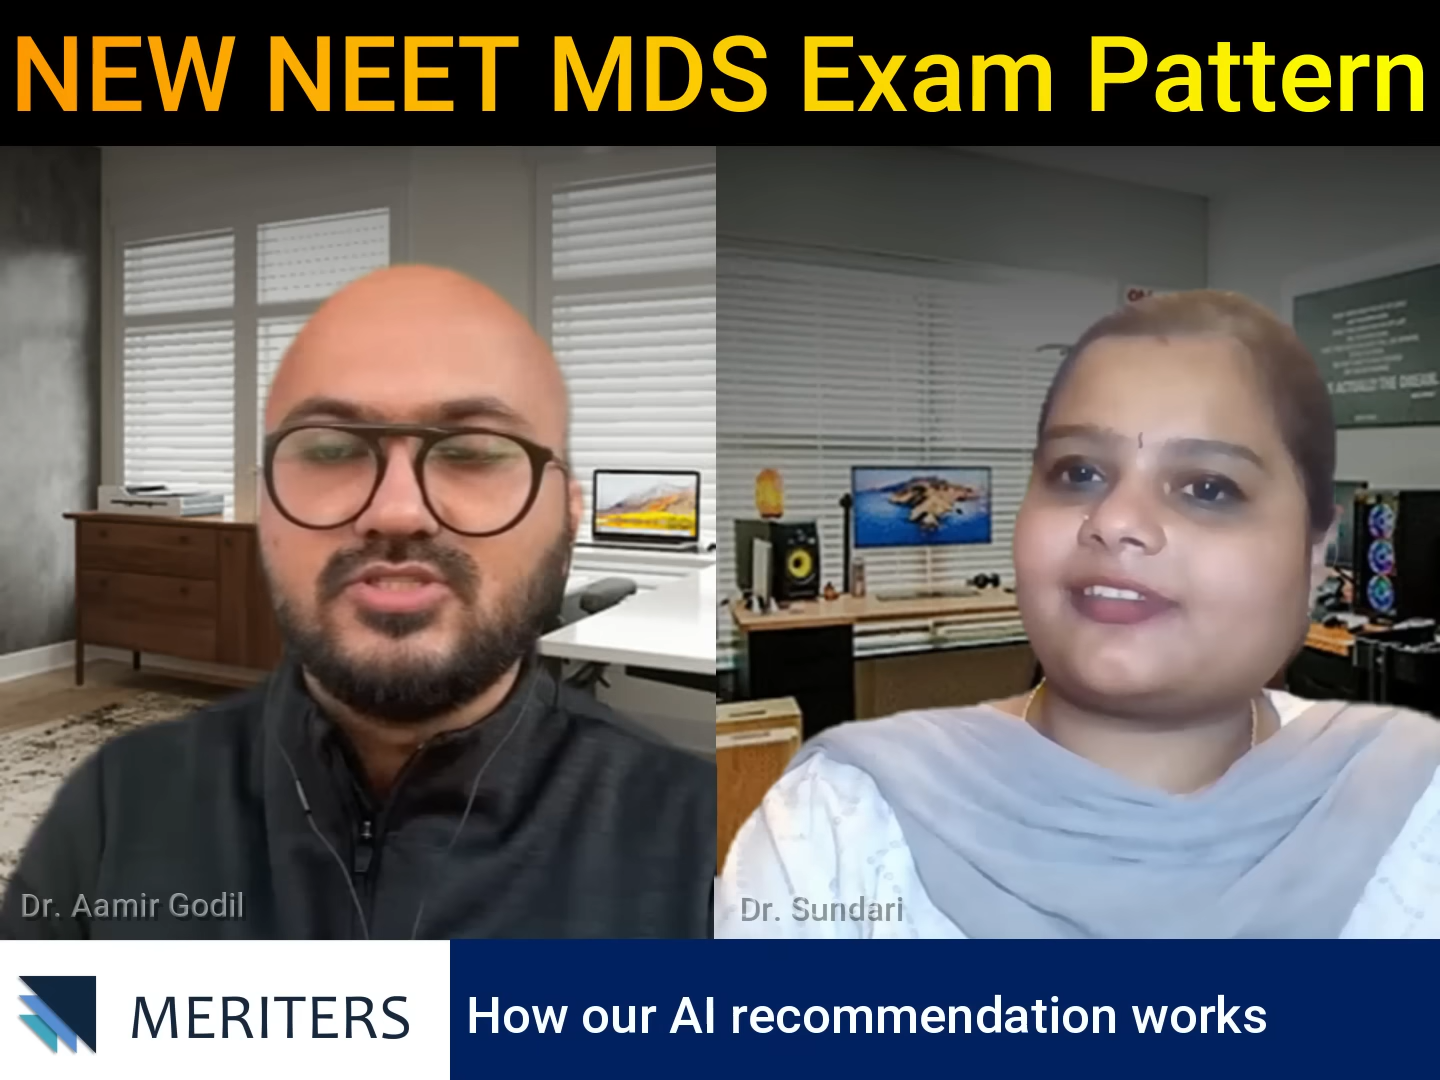 NEW NEET MDS Exam Pattern
Dr. Aamir Godil
Dr. Sundari
MERITERS
How our AI recommendation works